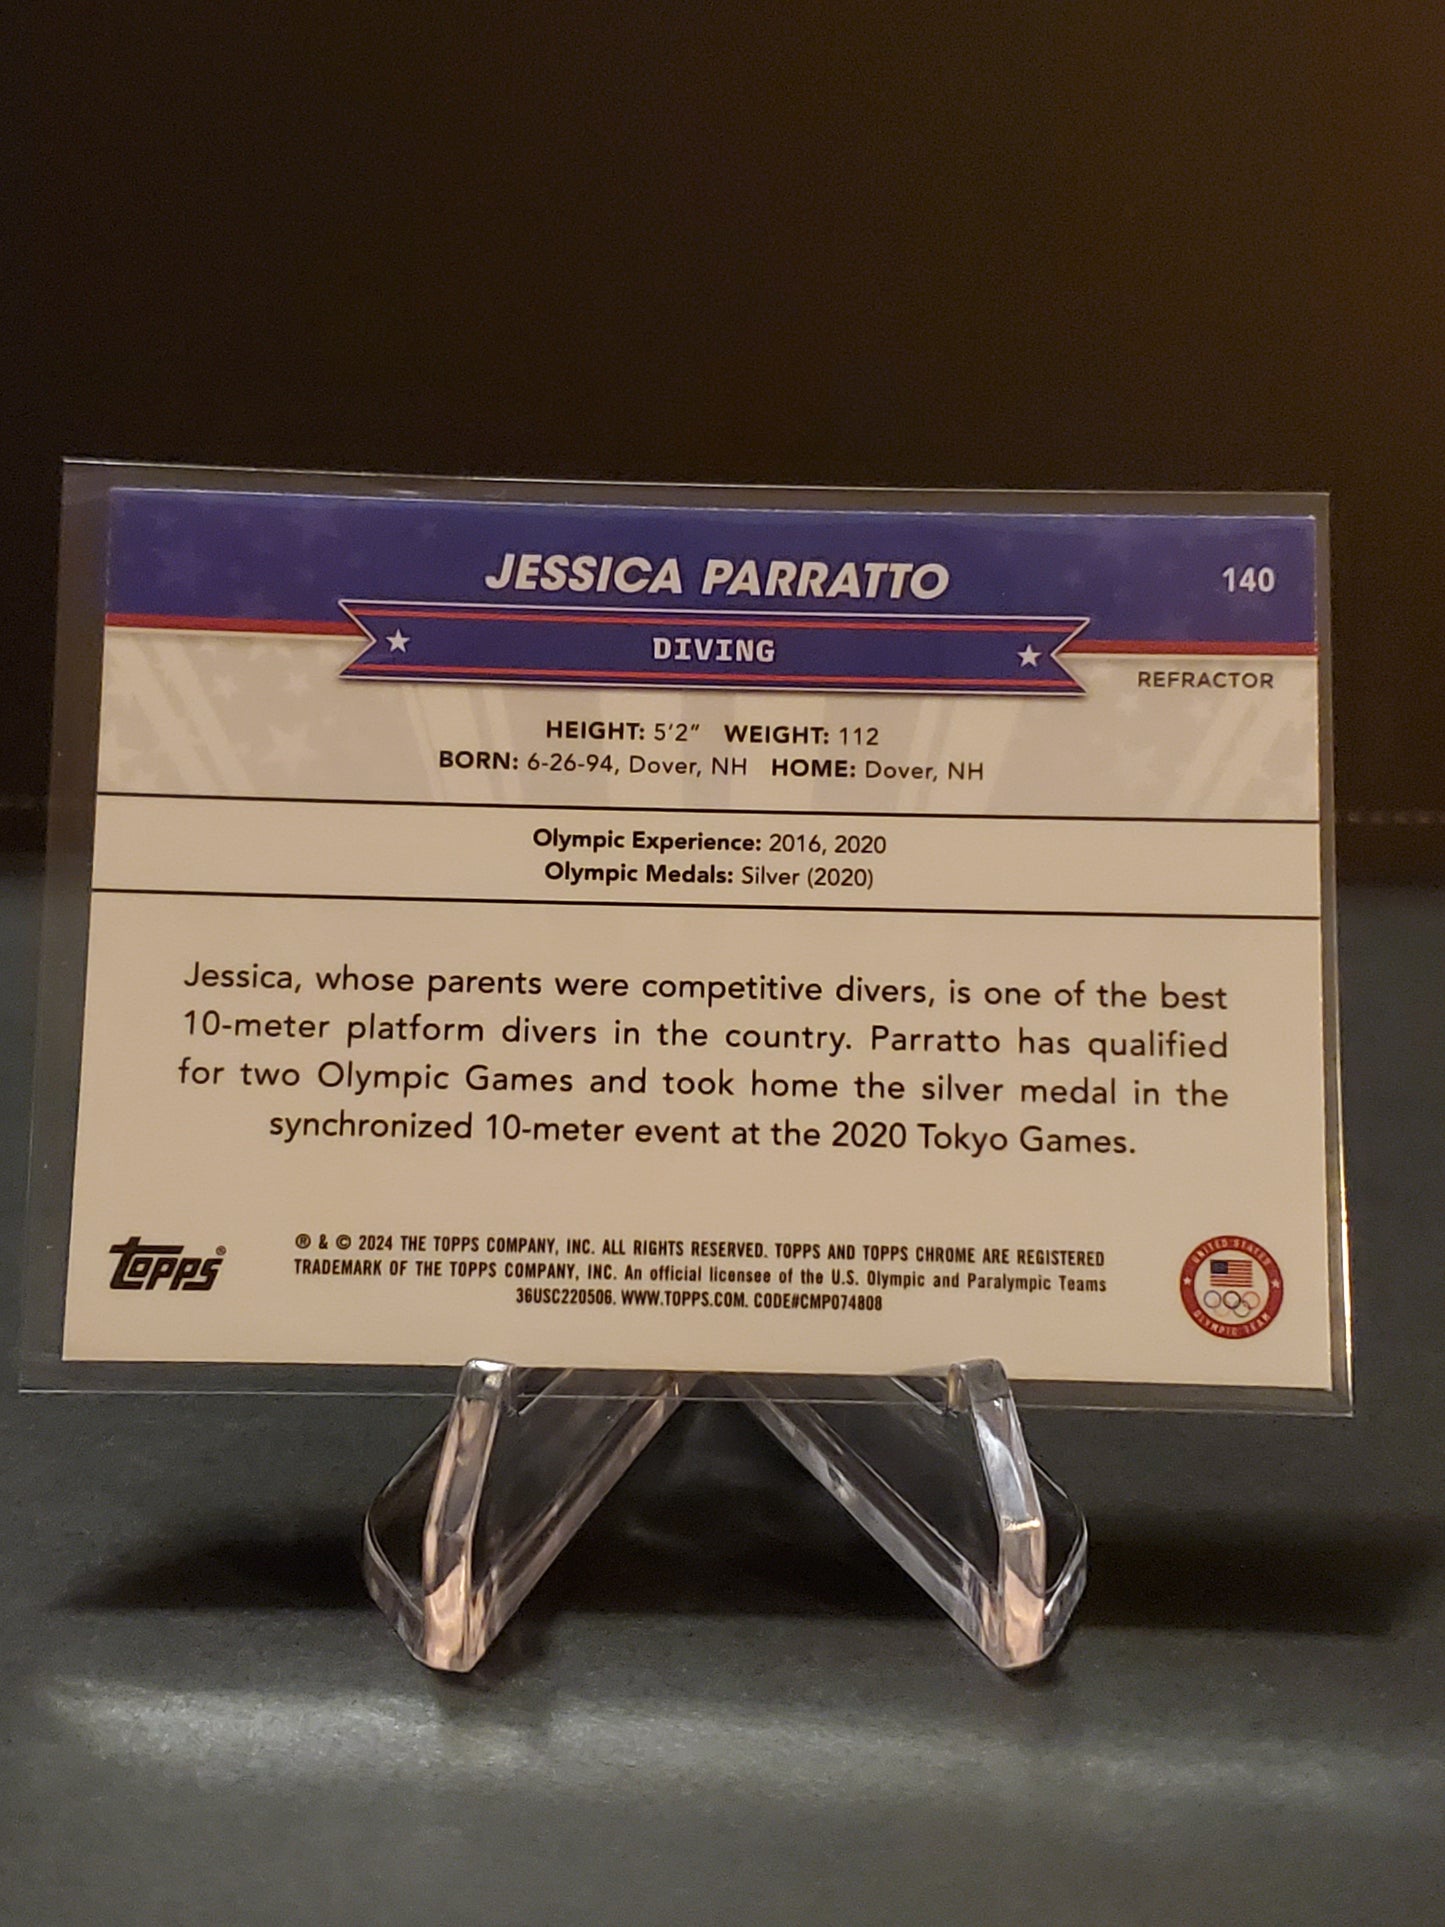 JESSICA PARRATTO
140
DIVING
REFRACTOR
HEIGHT: 5'2" WEIGHT: 112
BORN: 6-26-94, Dover, NH HOME: Dover, NH
Olympic Experience: 2016, 2020
Olympic Medals: Silver (2020)
Jessica, whose parents were competitive divers, is one of the best
10-meter platform divers in the country. Parratto has qualified
for two Olympic Games and took home the silver medal in the
synchronized 10-meter event at the 2020 Tokyo Games.
Topps®
® & © 2024 THE TOPPS COMPANY, INC. ALL RIGHTS RESERVED. TOPPS AND TOPPS CHROME ARE REGISTERED
TRADEMARK OF THE TOPPS COMPANY, INC. An official licensee of the U.S. Olympic and Paralympic Teams
36USC220506. WWW.TOPPS.COM. CODE#CMP074808
UNITED STATES
OLYMPIC TEAM